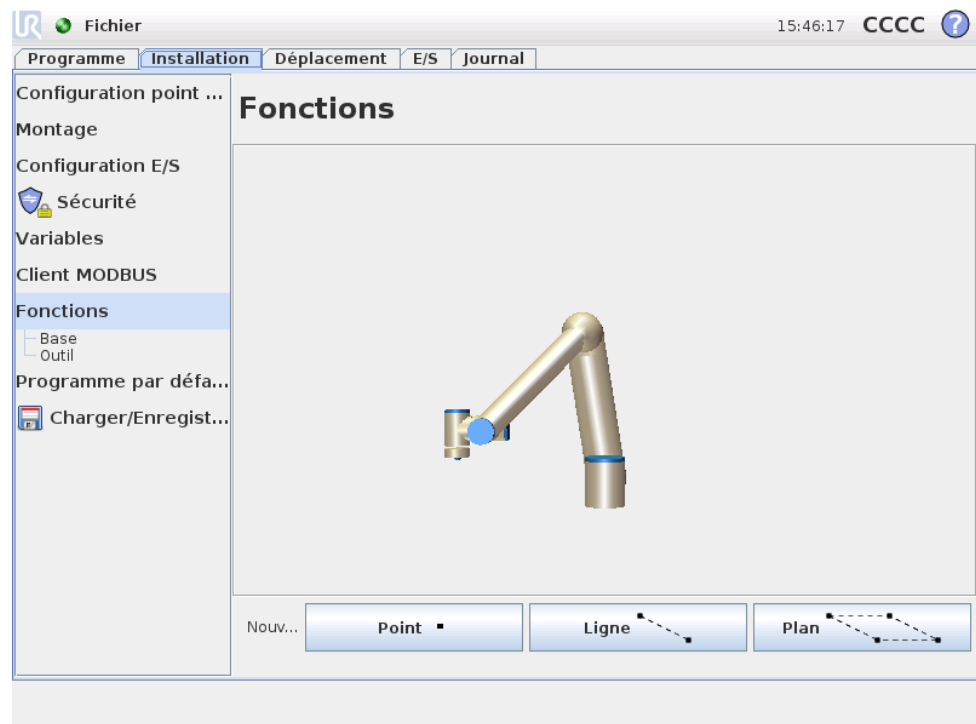 UR Fichier 15:46:17 CCCC ?
Programme Installation Déplacement E/S Journal
Configuration point ...
Fonctions
Montage
Configuration E/S
Sécurité
Variables
Client MODBUS
Fonctions
Base
Outil
Programme par défa...
Charger/Enregist...
Nouv... Point Ligne Plan